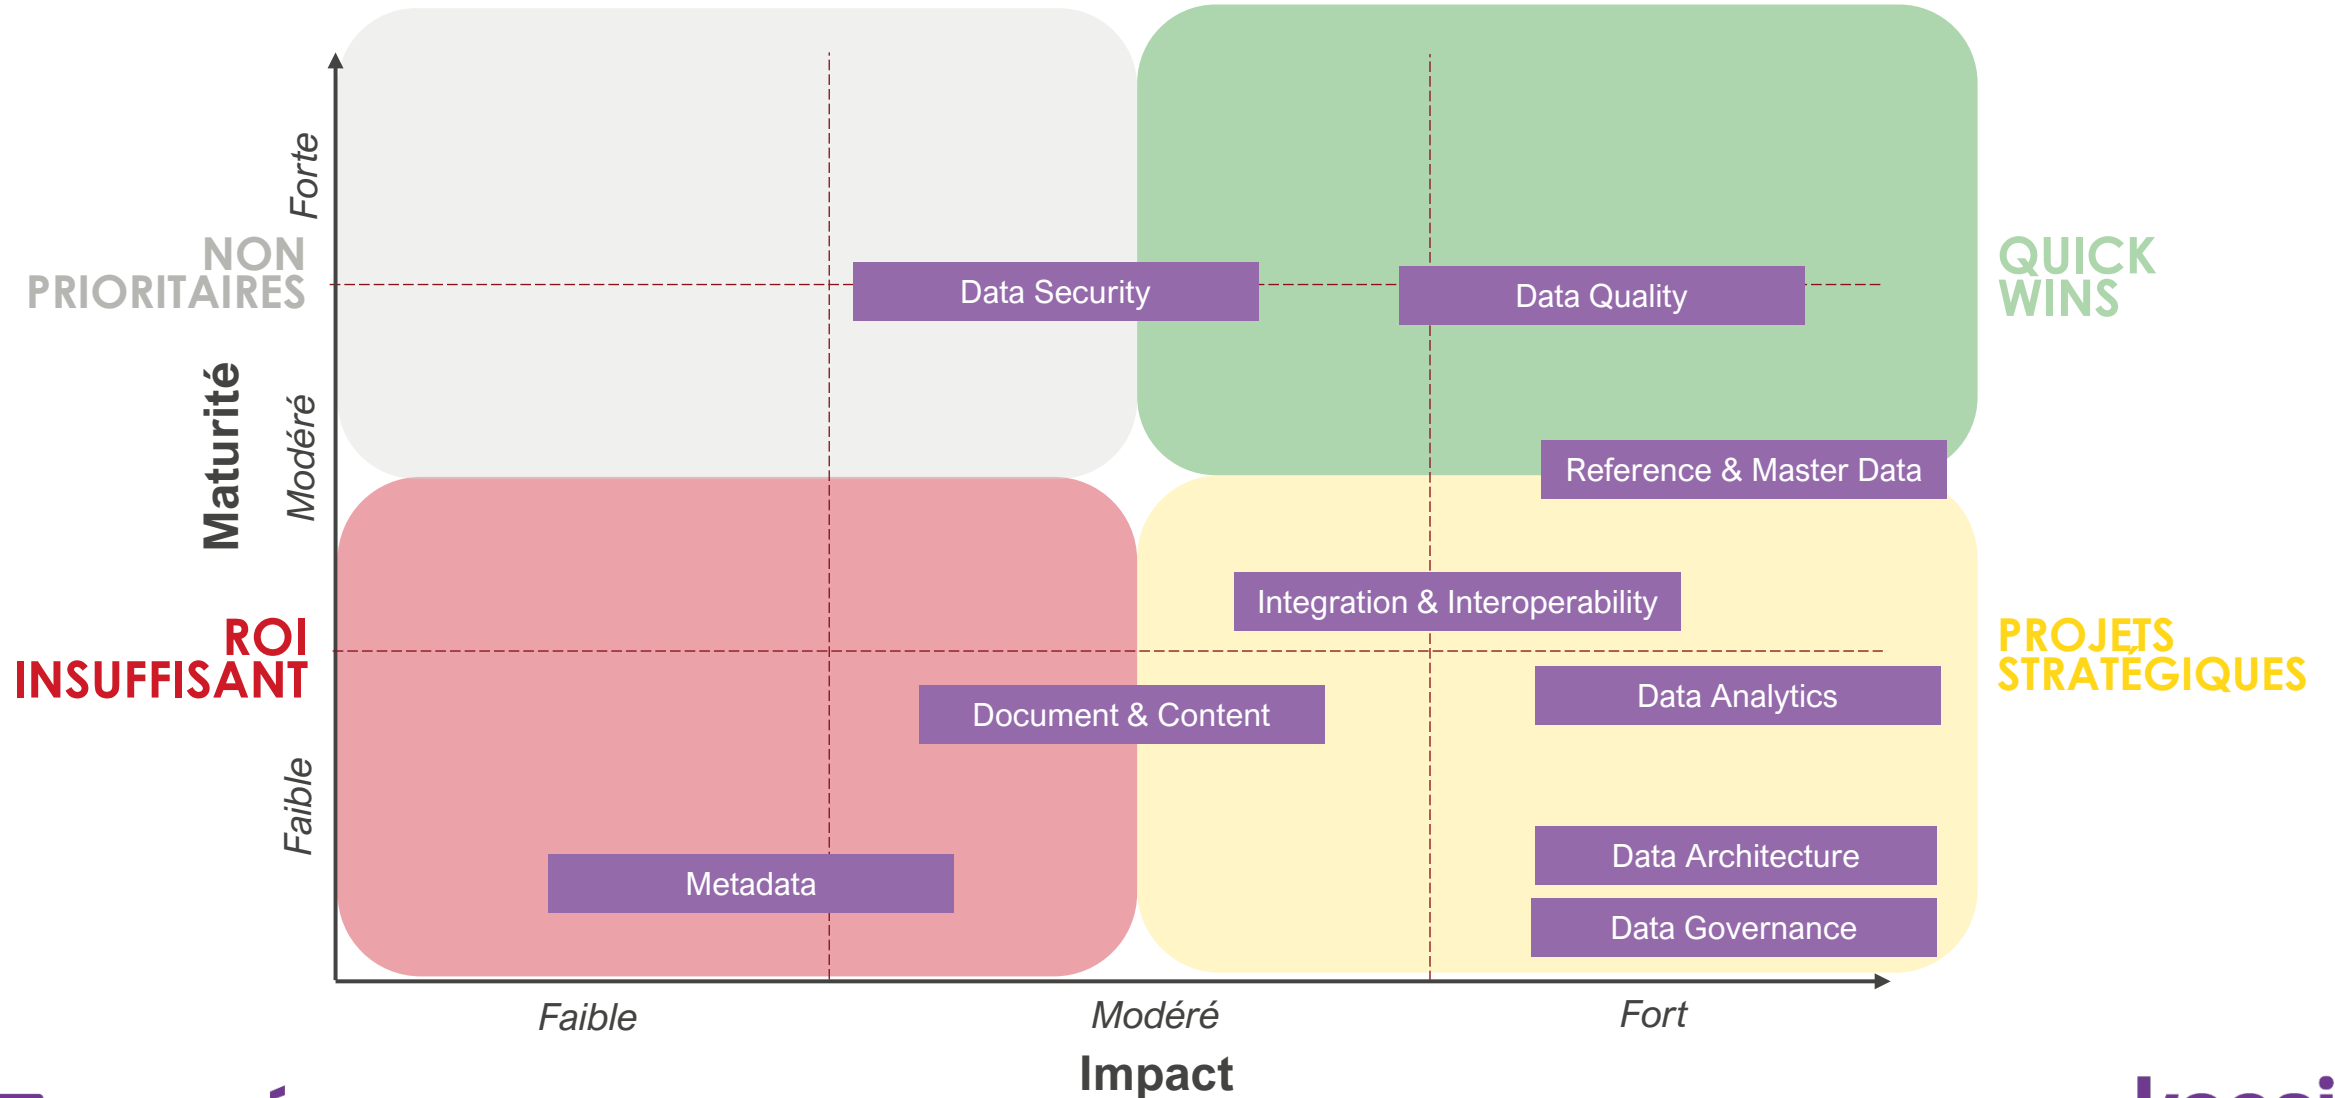 Forte
NON
PRIORITAIRES
QUICK
WINS
Data Security
Data Quality
Maturité
Modéré
Reference & Master Data
Integration & Interoperability
ROI
INSUFFISANT
PROJETS
STRATÉGIQUES
Data Analytics
Document & Content
Faible
Data Architecture
Metadata
Data Governance
Faible
Modéré
Fort
Impact